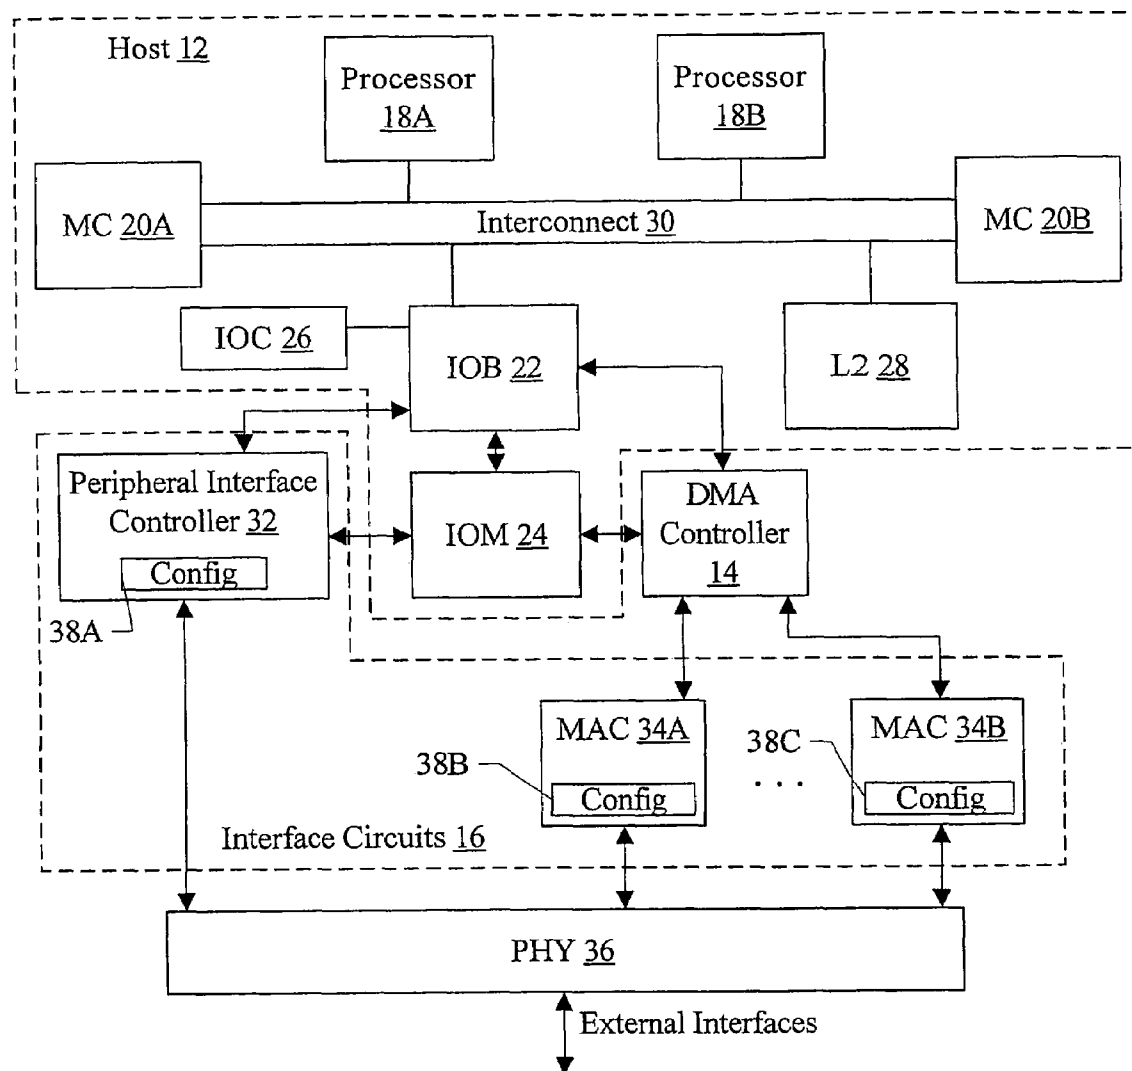 Host 12
Processor
18A
Processor
18B
MC 20A
Interconnect 30
MC 20B
IOC 26
IOB 22
L2 28
Peripheral Interface
Controller 32
Config
38A
IOM 24
DMA
Controller
14
MAC 34A
Config
38B
. . .
MAC 34B
Config
38C
Interface Circuits 16
PHY 36
External Interfaces